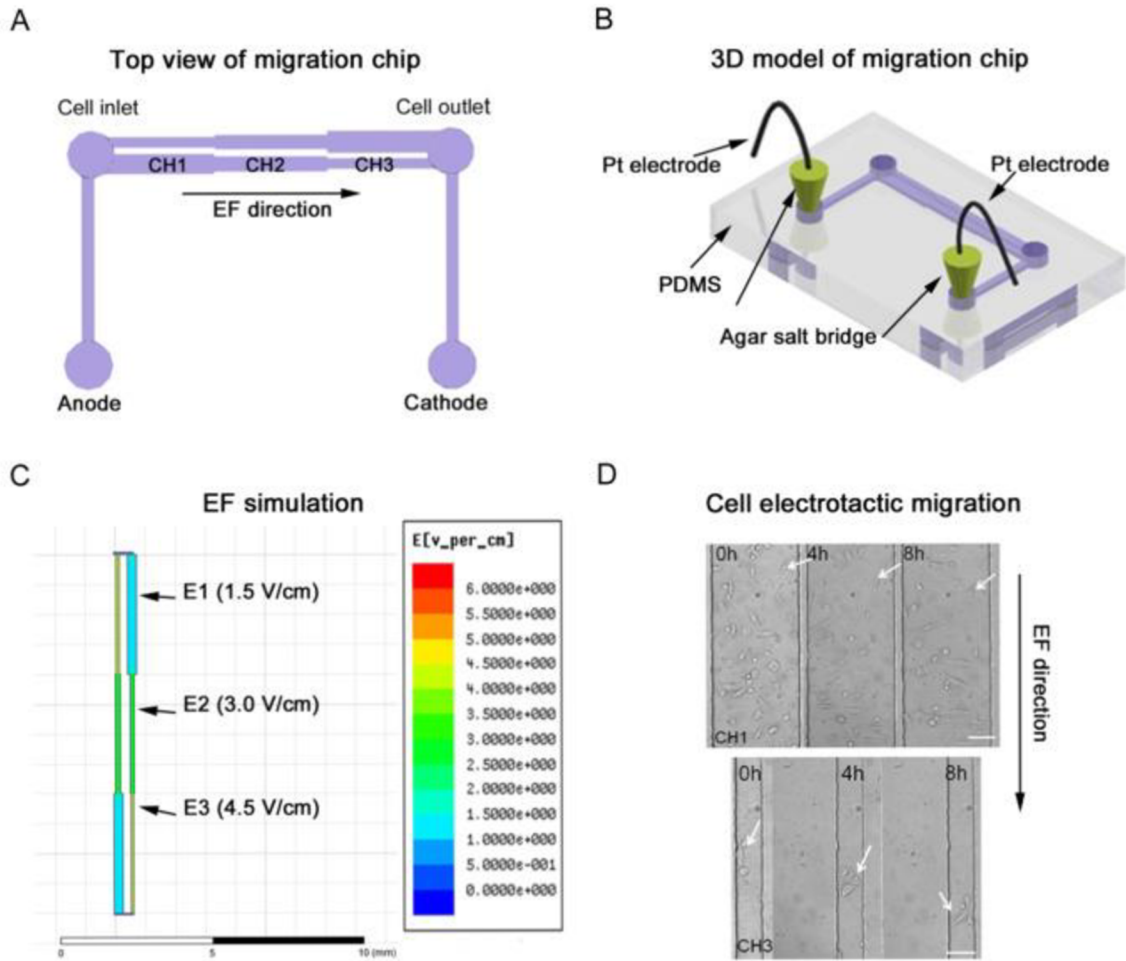 A
Top view of migration chip
Cell inlet
Cell outlet
CH1
CH2
CH3
EF direction
Anode
Cathode
B
3D model of migration chip
Pt electrode
Pt electrode
PDMS
Agar salt bridge
C
EF simulation
E1 (1.5 V/cm)
E2 (3.0 V/cm)
E3 (4.5 V/cm)
E[v_per_cm]
6.0000e+000
5.5000e+000
5.0000e+000
4.5000e+000
4.0000e+000
3.5000e+000
3.0000e+000
2.5000e+000
2.0000e+000
1.5000e+000
1.0000e+000
5.0000e-001
0.0000e+000
0
5
10 (mm)
D
Cell electrotactic migration
0h
4h
8h
CH1
0h
4h
8h
CH3
EF direction